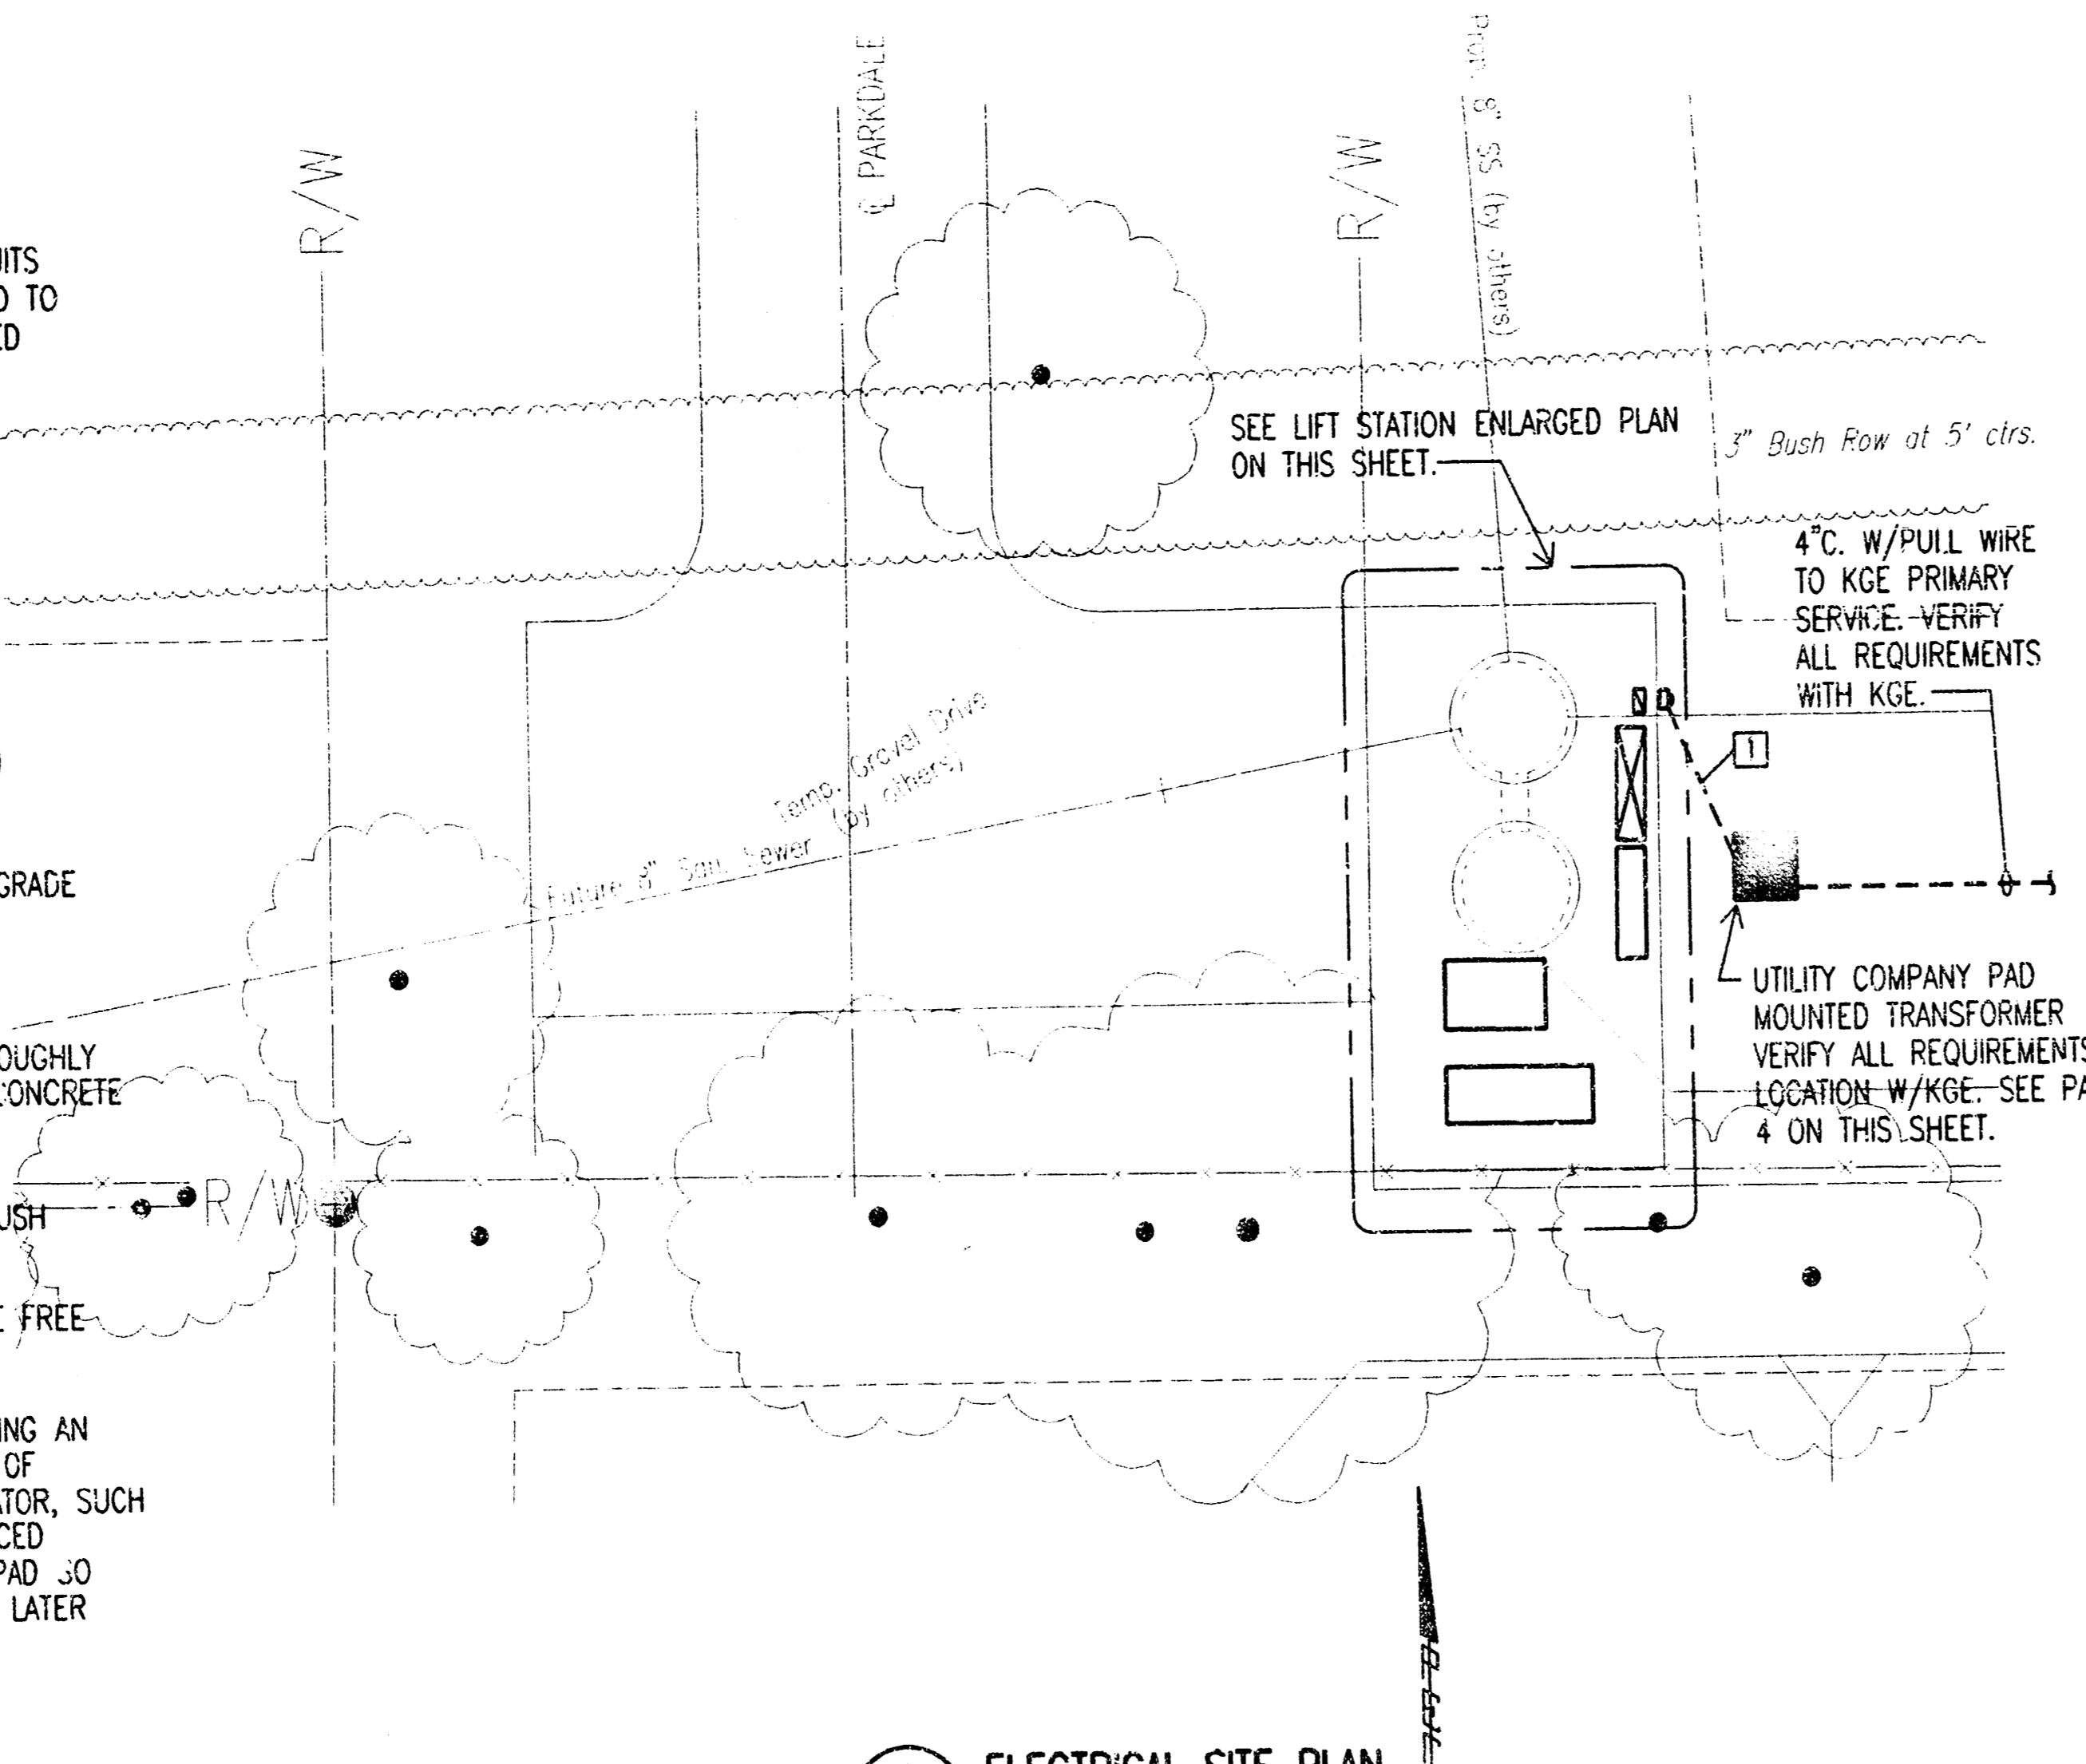 R/W
℄ PARKDALE
R/W
Prop. 8" SS (by others)
TO
SEE LIFT STATION ENLARGED PLAN
ON THIS SHEET.
3" Bush Row at 5' ctrs.
4"C. W/PULL WIRE
TO KGE PRIMARY
SERVICE. VERIFY
ALL REQUIREMENTS
WITH KGE.
1
Temp. Gravel Drive
(by others)
Future 8" San. Sewer
GRADE
UTILITY COMPANY PAD
MOUNTED TRANSFORMER
VERIFY ALL REQUIREMENTS
LOCATION W/KGE. SEE PA
4 ON THIS SHEET.
OUGHLY
CONCRETE
R/W
USH
FREE
ING AN
OF
ATOR, SUCH
CED
PAD SO
LATER
ELECTRICAL SITE PLAN